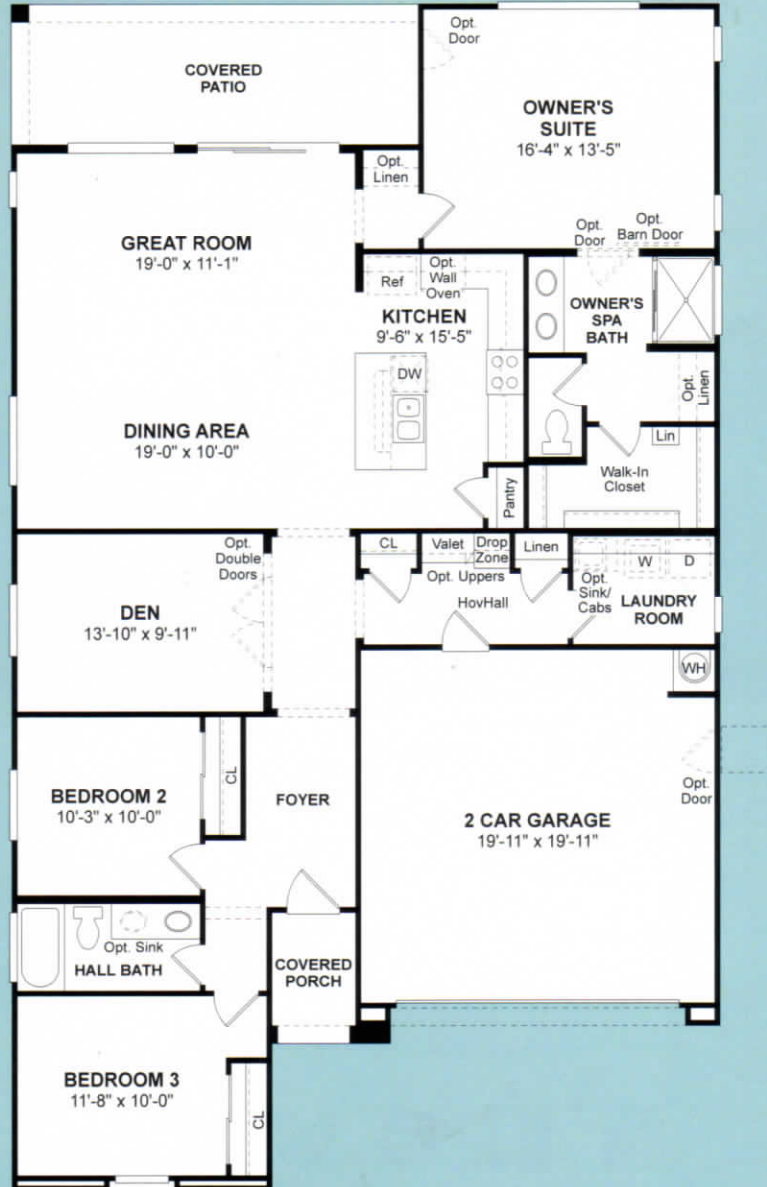 COVERED
PATIO
Opt.
Door
OWNER'S
SUITE
16'-4" x 13'-5"
Opt.
Linen
Opt.
Door
Opt.
Barn Door
GREAT ROOM
19'-0" x 11'-1"
Ref
Opt.
Wall
Oven
KITCHEN
9'-6" x 15'-5"
OWNER'S
SPA
BATH
DW
Opt.
Linen
DINING AREA
19'-0" x 10'-0"
Lin
Walk-In
Closet
Pantry
Opt.
Double
Doors
CL
Valet
Drop
Zone
Linen
Opt. Uppers
HovHall
Opt.
Sink/
Cabs
W
D
LAUNDRY
ROOM
DEN
13'-10" x 9'-11"
WH
Opt.
Door
BEDROOM 2
10'-3" x 10'-0"
CL
FOYER
2 CAR GARAGE
19'-11" x 19'-11"
Opt. Sink
HALL BATH
COVERED
PORCH
BEDROOM 3
11'-8" x 10'-0"
CL